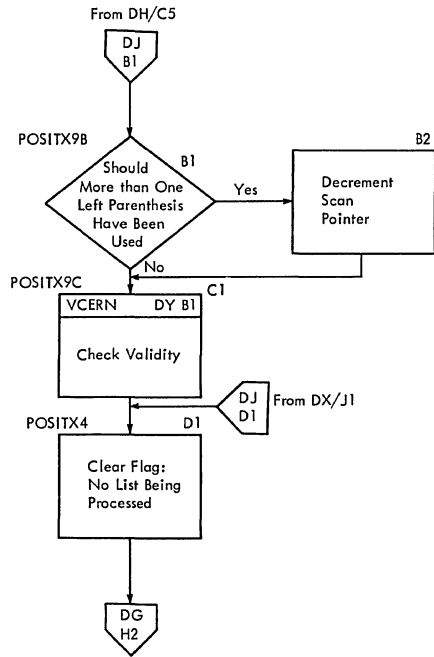 From DH/C5
DJ
B1
POSITX9B
B1
B2
Should
More than One
Left Parenthesis
Have Been
Used
Yes
Decrement
Scan
Pointer
No
POSITX9C
C1
VCERN DY B1
Check Validity
DJ
D1
From DX/J1
POSITX4
D1
Clear Flag:
No List Being
Processed
DG
H2